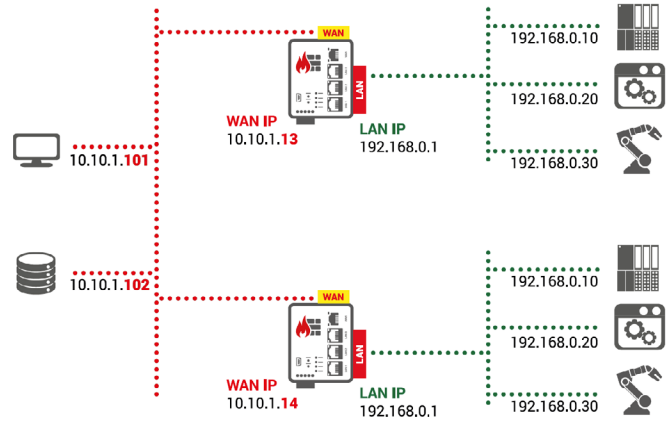 WAN
192.168.0.10
LAN
192.168.0.20
WAN IP
10.10.1.13
LAN IP
192.168.0.1
10.10.1.101
192.168.0.30
10.10.1.102
192.168.0.10
WAN
LAN
192.168.0.20
WAN IP
10.10.1.14
LAN IP
192.168.0.1
192.168.0.30